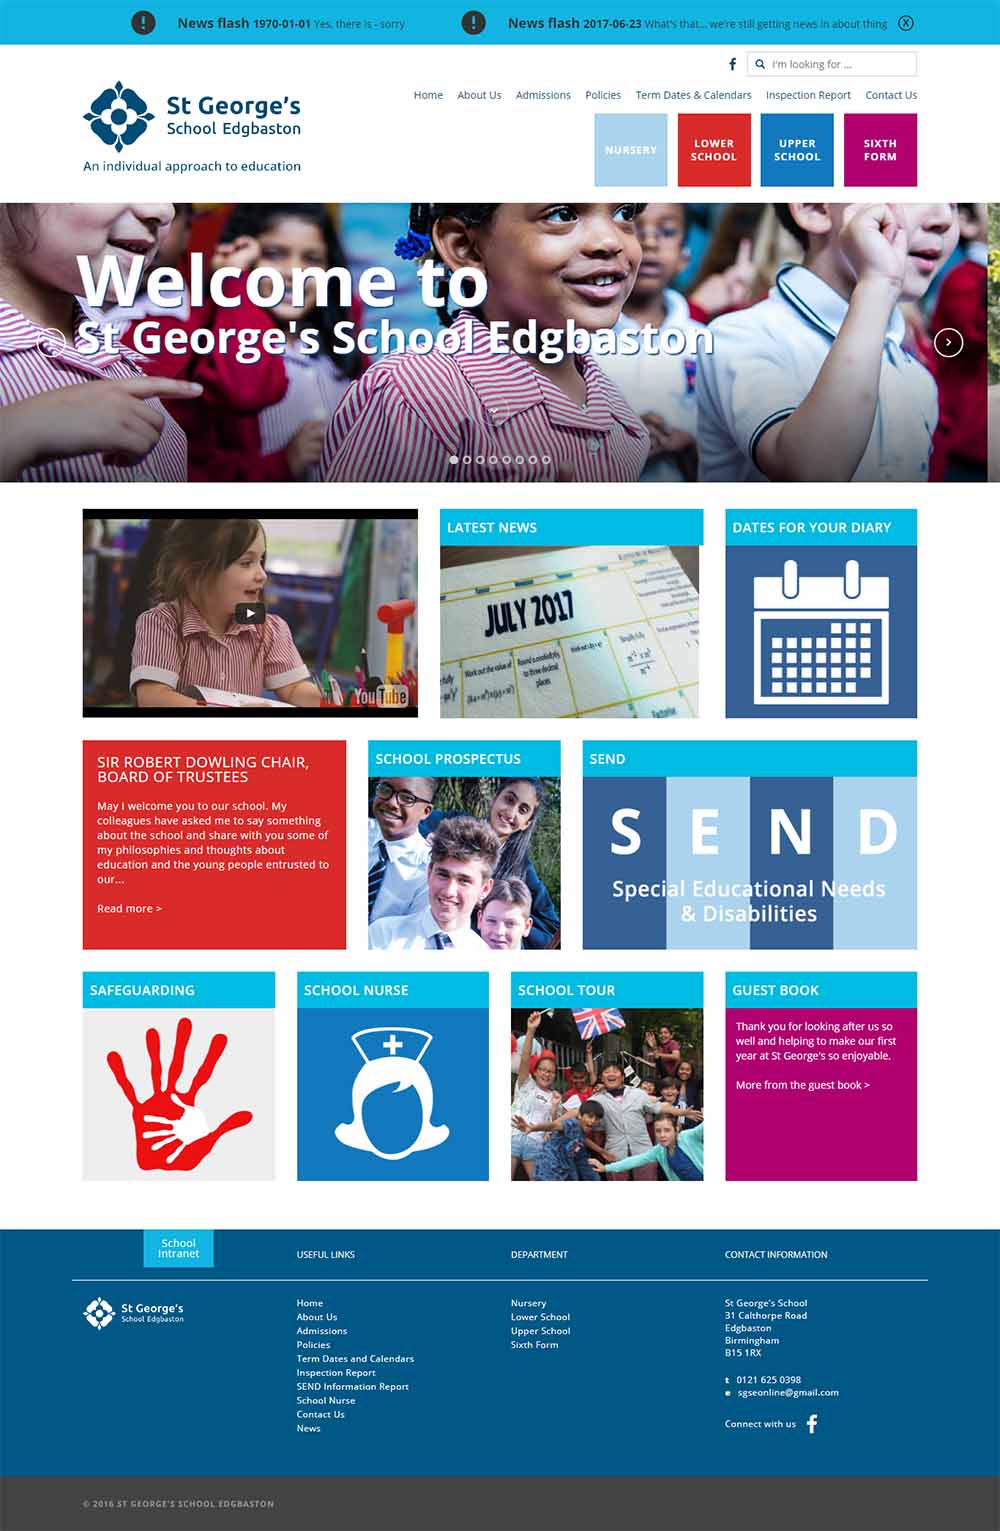 News flash 1970-01-01 Yes, there is - sorry
News flash 2017-06-23 What's that... we're still getting news in about thing
I'm looking for ...
St George's
School Edgbaston
An individual approach to education
Home About Us Admissions Policies Term Dates & Calendars Inspection Report Contact Us
NURSERY
LOWER
SCHOOL
UPPER
SCHOOL
SIXTH
FORM
Welcome to
St George's School Edgbaston
YouTube
LATEST NEWS
JULY 2017
DATES FOR YOUR DIARY
SIR ROBERT DOWLING CHAIR,
BOARD OF TRUSTEES
May I welcome you to our school. My
colleagues have asked me to say something
about the school and share with you some of
my philosophies and thoughts about
education and the young people entrusted to
our...
Read more >
SCHOOL PROSPECTUS
SEND
S E N D
Special Educational Needs
& Disabilities
SAFEGUARDING
SCHOOL NURSE
SCHOOL TOUR
GUEST BOOK
Thank you for looking after us so
well and helping to make our first
year at St George's so enjoyable.
More from the guest book >
School
Intranet
St George's
School Edgbaston
USEFUL LINKS
Home
About Us
Admissions
Policies
Term Dates and Calendars
Inspection Report
SEND Information Report
School Nurse
Contact Us
News
DEPARTMENT
Nursery
Lower School
Upper School
Sixth Form
CONTACT INFORMATION
St George's School
31 Calthorpe Road
Edgbaston
Birmingham
B15 1RX
t 0121 625 0398
e sgseonline@gmail.com
Connect with us
© 2016 ST GEORGE'S SCHOOL EDGBASTON